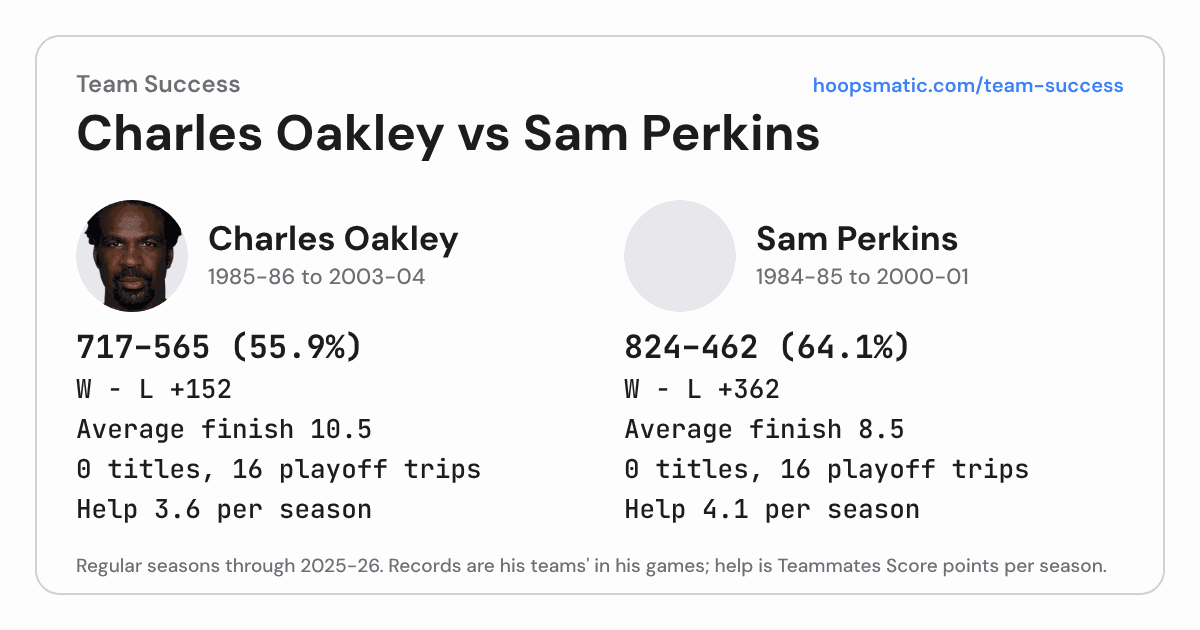 Team Success
hoopsmatic.com/team-success
Charles Oakley vs Sam Perkins
Charles Oakley
1985-86 to 2003-04
717-565 (55.9%)
W - L +152
Average finish 10.5
0 titles, 16 playoff trips
Help 3.6 per season
Sam Perkins
1984-85 to 2000-01
824-462 (64.1%)
W - L +362
Average finish 8.5
0 titles, 16 playoff trips
Help 4.1 per season
Regular seasons through 2025-26. Records are his teams' in his games; help is Teammates Score points per season.